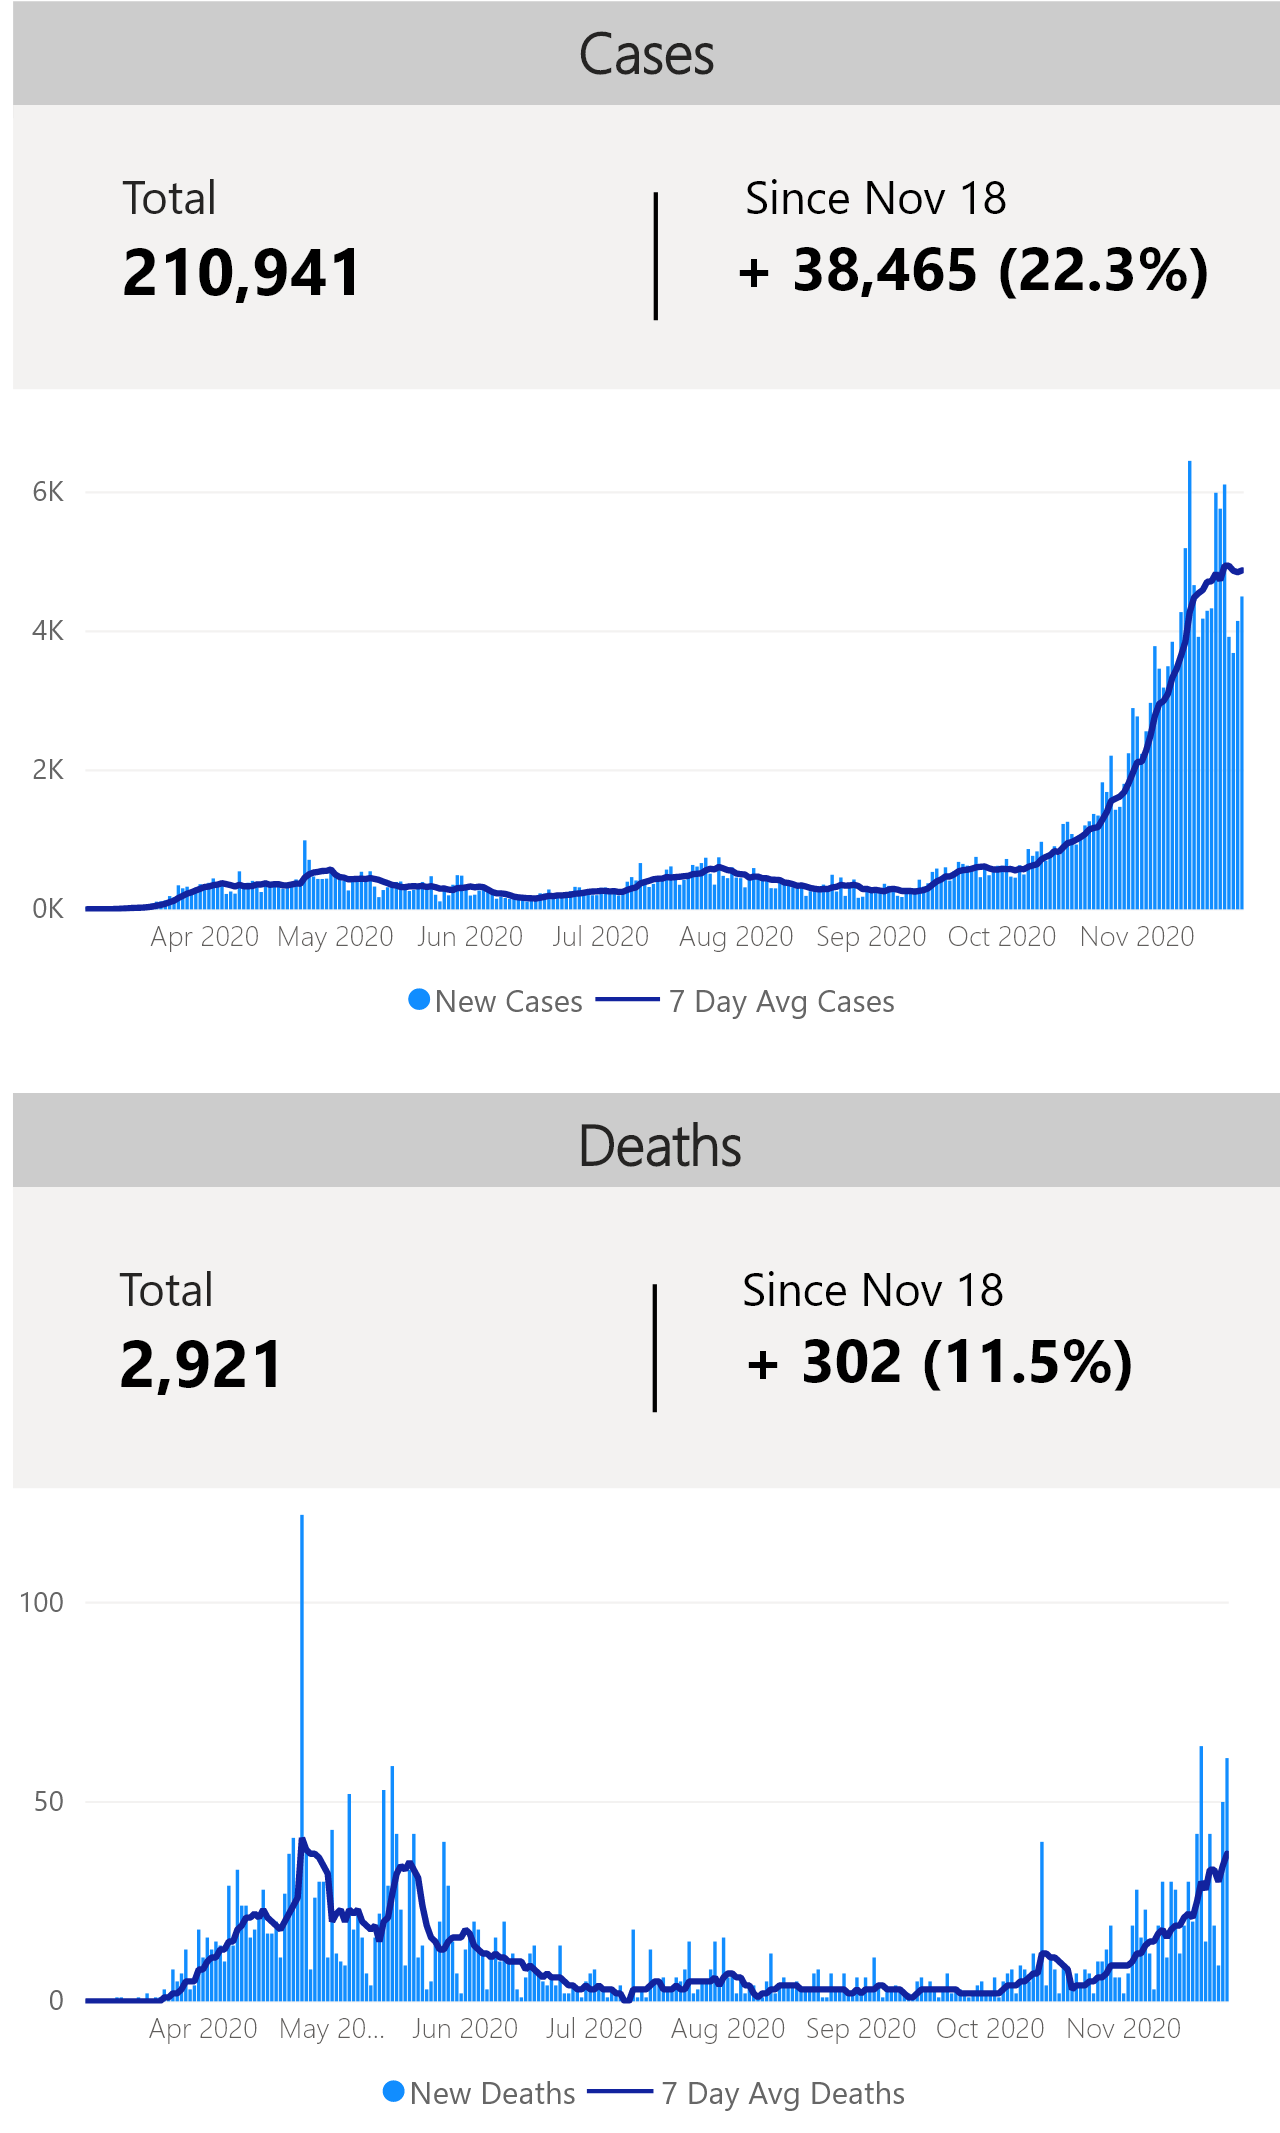 Cases
Total
Since Nov 18
210,941
+ 38,465 (22.3%)
6K
4K
2K
0K
Apr 2020 May 2020 Jun 2020 Jul 2020 Aug 2020 Sep 2020 Oct 2020 Nov 2020
New Cases 7 Day Avg Cases
Deaths
Total
Since Nov 18
2,921
+ 302 (11.5%)
100
50
0
Apr 2020 May 20... Jun 2020 Jul 2020 Aug 2020 Sep 2020 Oct 2020 Nov 2020
New Deaths 7 Day Avg Deaths